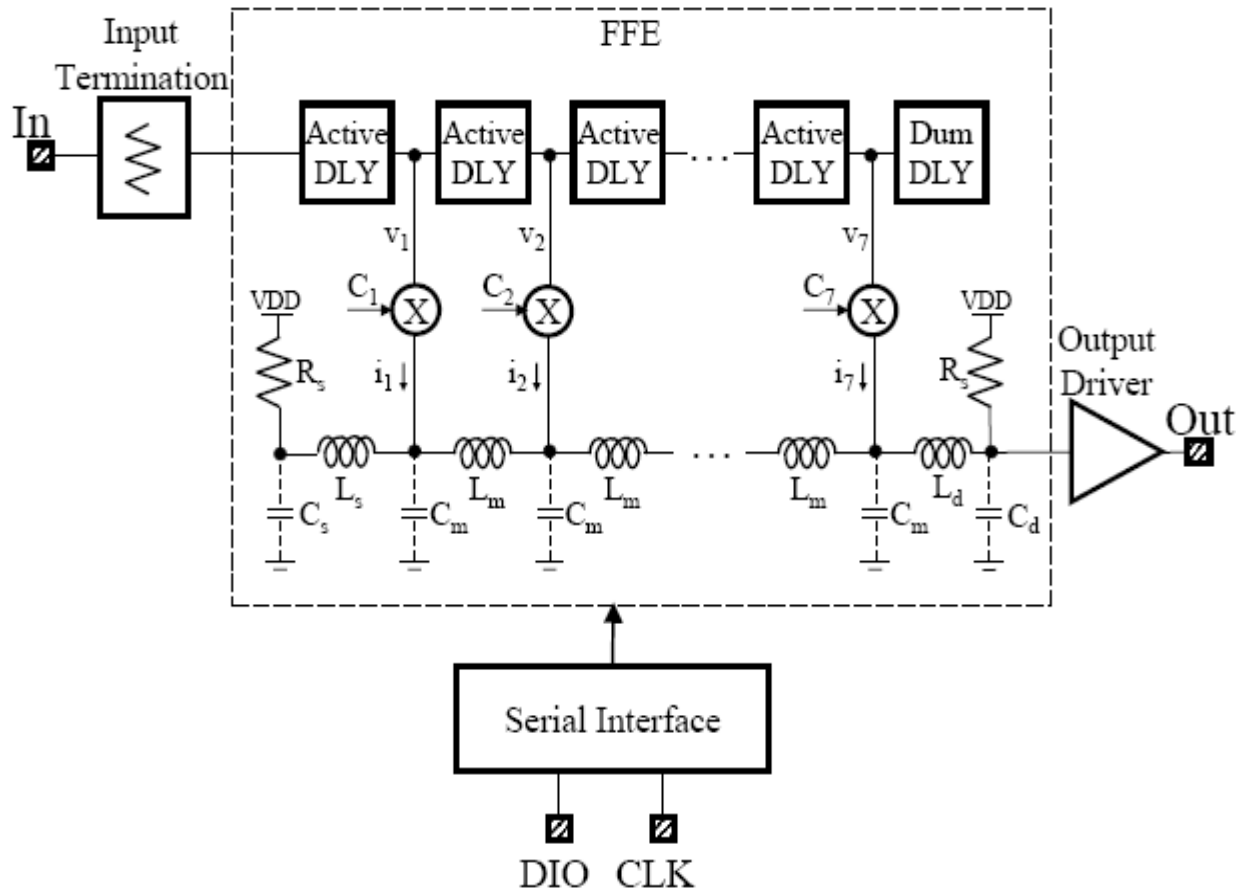 Input
Termination
In
FFE
Active
DLY
Active
DLY
Active
DLY
...
Active
DLY
Dum
DLY
v1
v2
v7
C1
X
C2
X
C7
X
VDD
Rs
i1
i2
i7
VDD
Rs
Output
Driver
Out
Ls
Lm
Lm
...
Lm
Ld
Cs
Cm
Cm
Cm
Cd
Serial Interface
DIO
CLK